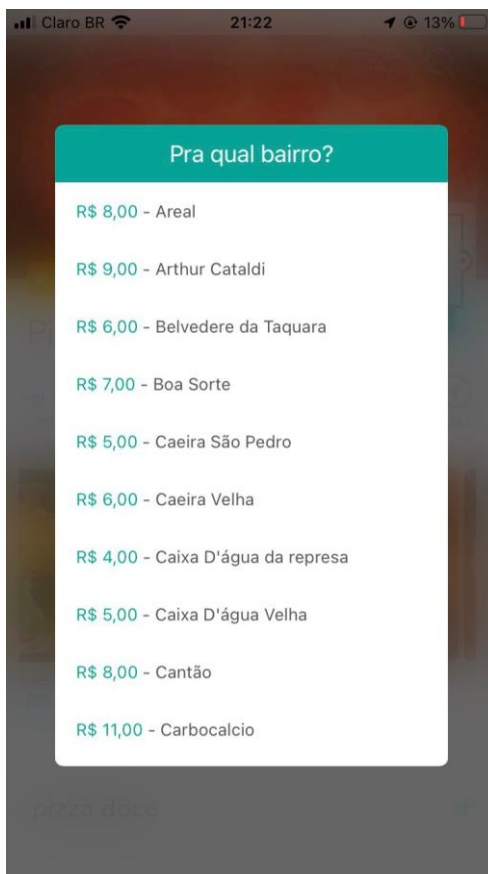 Claro BR
21:22
13%
Pra qual bairro?
R$ 8,00 - Areal
R$ 9,00 - Arthur Cataldi
R$ 6,00 - Belvedere da Taquara
R$ 7,00 - Boa Sorte
R$ 5,00 - Caeira São Pedro
R$ 6,00 - Caeira Velha
R$ 4,00 - Caixa D'água da represa
R$ 5,00 - Caixa D'água Velha
R$ 8,00 - Cantão
R$ 11,00 - Carbocalcio
pizza doce